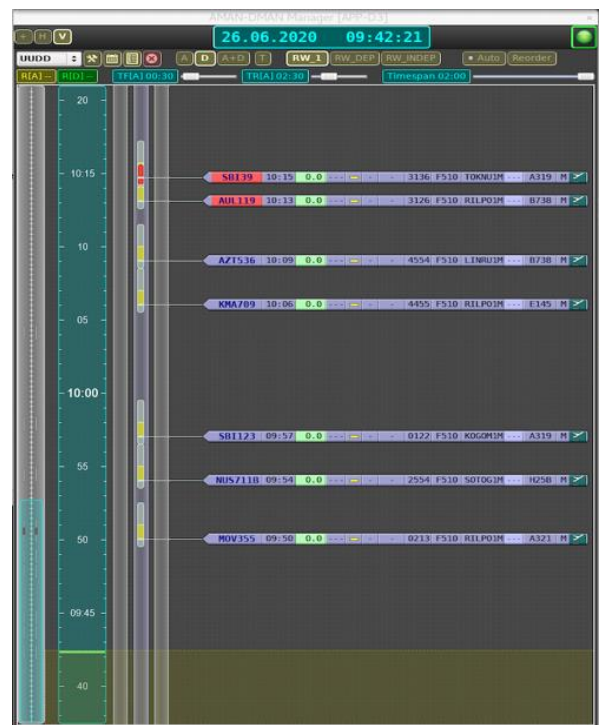 AMAN-DMAN Manager [APP-D3]
+ H V 26.06.2020 09:42:21
UUDD A D A+D T RW_1 RW_DEP RW_INDEP Auto Reorder
R[A] -- R[D] -- TF[A] 00:30 TR[A] 02:30 Timespan 02:00
20
10:15 SBI39 10:15 0.0 --- - - 3136 F510 TOKNU1M --- A319 M
AUL119 10:13 0.0 --- - - 3126 F510 RILPO1M --- B738 M
10
AZT536 10:09 0.0 --- - - 4554 F510 LINRU1M --- B738 M
KMA709 10:06 0.0 --- - - 4455 F510 RILPO1M --- E145 M
05
10:00
SBI123 09:57 0.0 --- - - 0122 F510 KOGOM1M --- A319 M
55
NUS711B 09:54 0.0 --- - - 2554 F510 SOTOG1M --- H25B M
50 MOV355 09:50 0.0 --- - - 0213 F510 RILPO1M --- A321 M
09:45
40